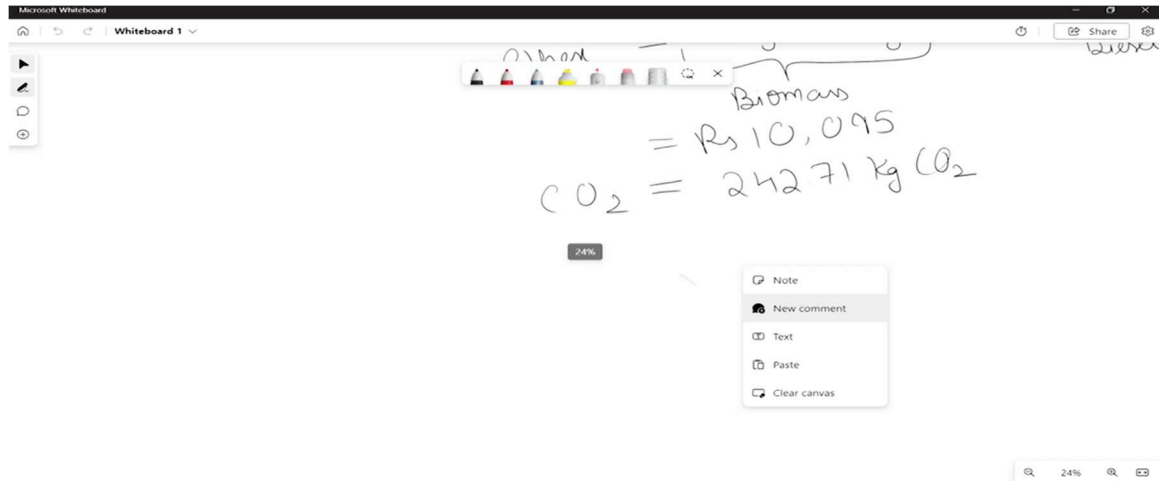 Microsoft Whiteboard
Whiteboard 1
Share
Biomass
= Rs 10,095
CO2 = 24271 kg CO2
24%
Note
New comment
Text
Paste
Clear canvas
24%